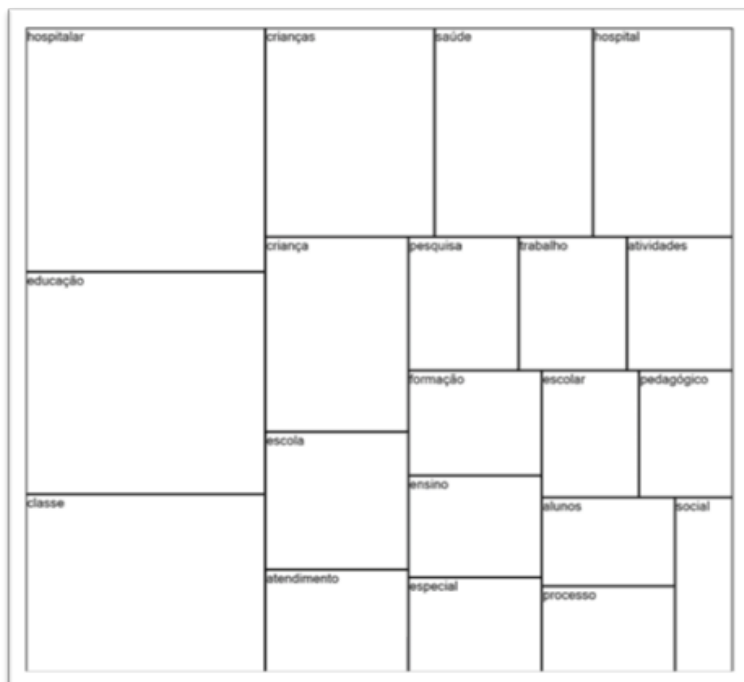 hospitalar
crianças
saúde
hospital
criança
pesquisa
trabalho
atividades
educação
formação
escolar
pedagógico
escola
ensino
classe
alunos
social
atendimento
especial
processo